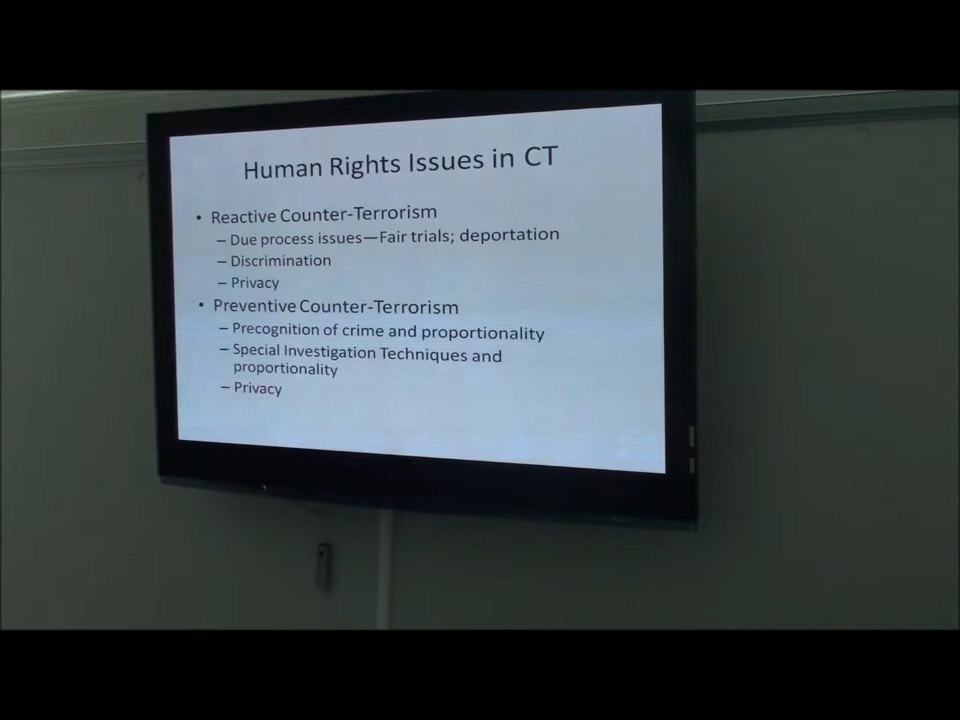 Human Rights Issues in CT
• Reactive Counter-Terrorism
– Due process issues—Fair trials; deportation
– Discrimination
– Privacy
• Preventive Counter-Terrorism
– Precognition of crime and proportionality
– Special Investigation Techniques and
proportionality
– Privacy